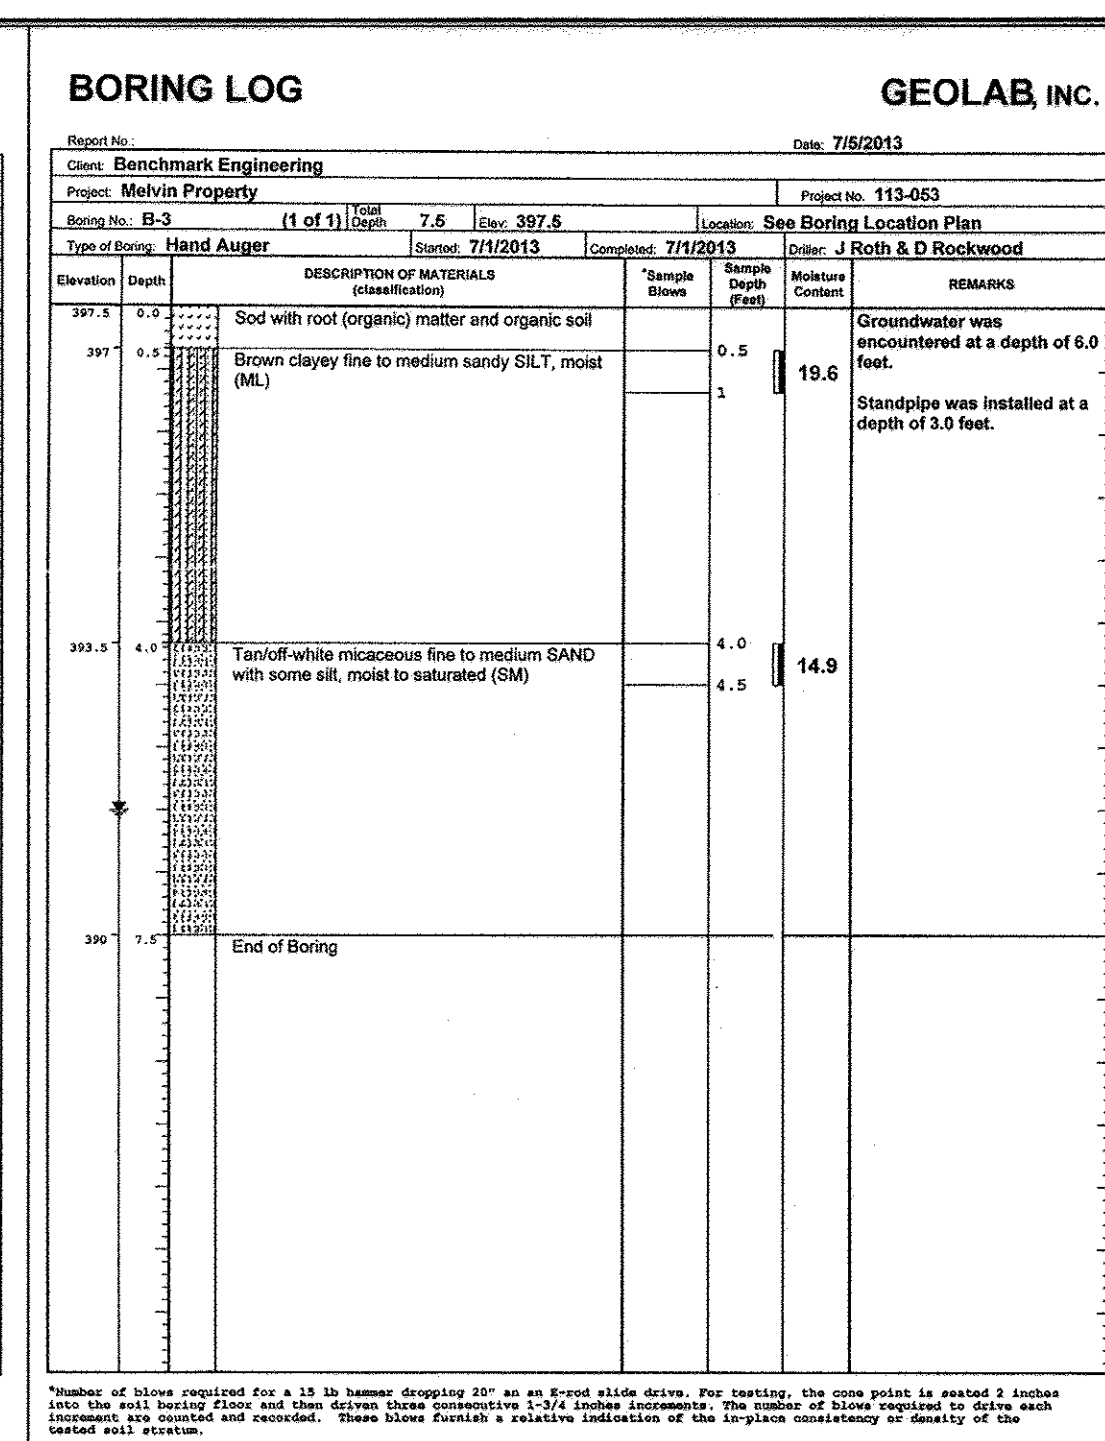 BORING LOG
GEOLAB, INC.
Report No.:
Date: 7/5/2013
Client: Benchmark Engineering
Project: Melvin Property
Project No. 113-053
Boring No.: B-3 (1 of 1) Total Depth 7.5 Elev: 397.5 Location: See Boring Location Plan
Type of Boring: Hand Auger Started: 7/1/2013 Completed: 7/1/2013 Driller: J Roth & D Rockwood
Elevation Depth DESCRIPTION OF MATERIALS (classification) *Sample Blows Sample Depth (Feet) Moisture Content REMARKS
397.5 0.0 Sod with root (organic) matter and organic soil
Groundwater was
encountered at a depth of 6.0
feet.
Standpipe was installed at a
depth of 3.0 feet.
397 0.5 Brown clayey fine to medium sandy SILT, moist
(ML)
0.5
19.6
1
393.5 4.0 Tan/off-white micaceous fine to medium SAND
with some silt, moist to saturated (SM)
4.0
14.9
4.5
390 7.5 End of Boring
*Number of blows required for a 15 lb hammer dropping 20" an an E-rod slide drive. For testing, the cone point is seated 2 inches
into the soil boring floor and then driven three consecutive 1-3/4 inches increments. The number of blows required to drive each
increment are counted and recorded. These blows furnish a relative indication of the in-place consistency or density of the
tested soil stratum.